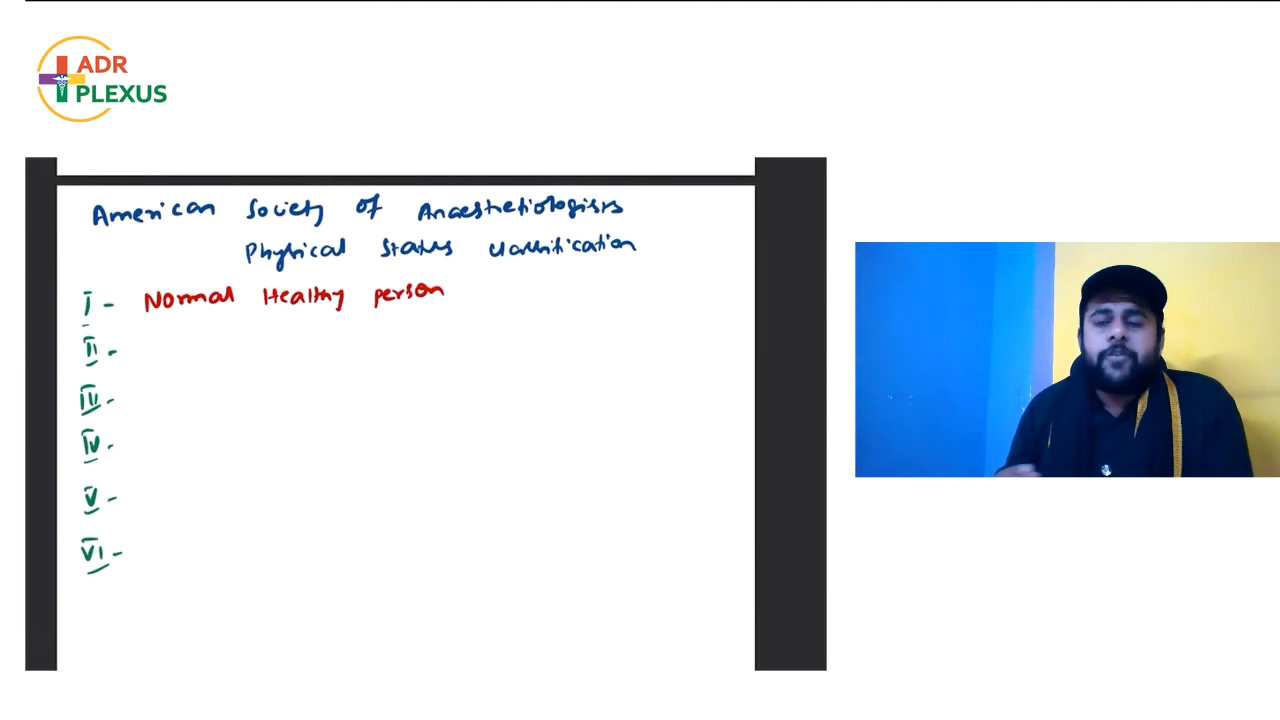 ADR
PLEXUS
American Society of Anaesthetiologists
Physical Status Classification
I - Normal Healthy person
II -
III -
IV -
V -
VI -